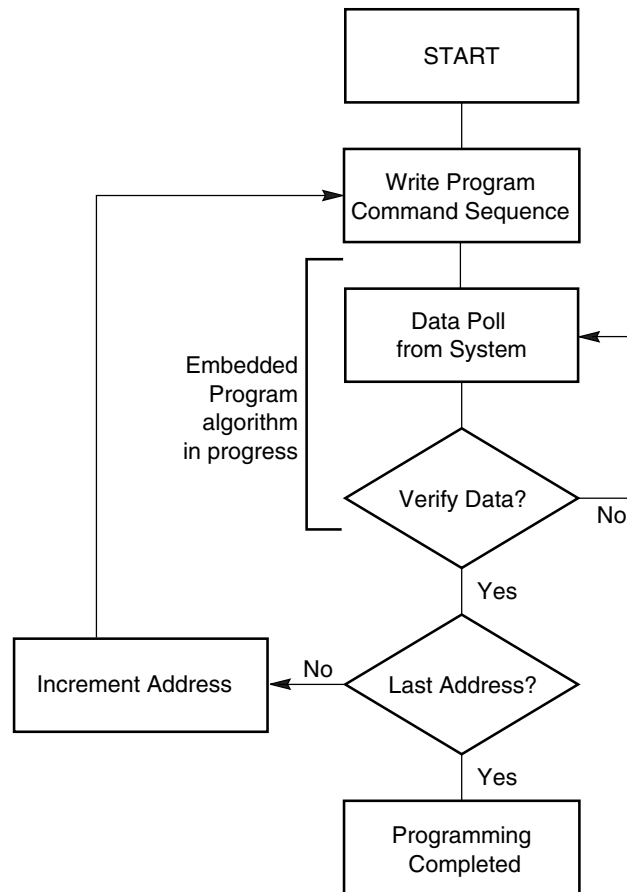 START
Write Program
Command Sequence
Data Poll
from System
Embedded
Program
algorithm
in progress
Verify Data?
No
Yes
No
Increment Address
Last Address?
Yes
Programming
Completed